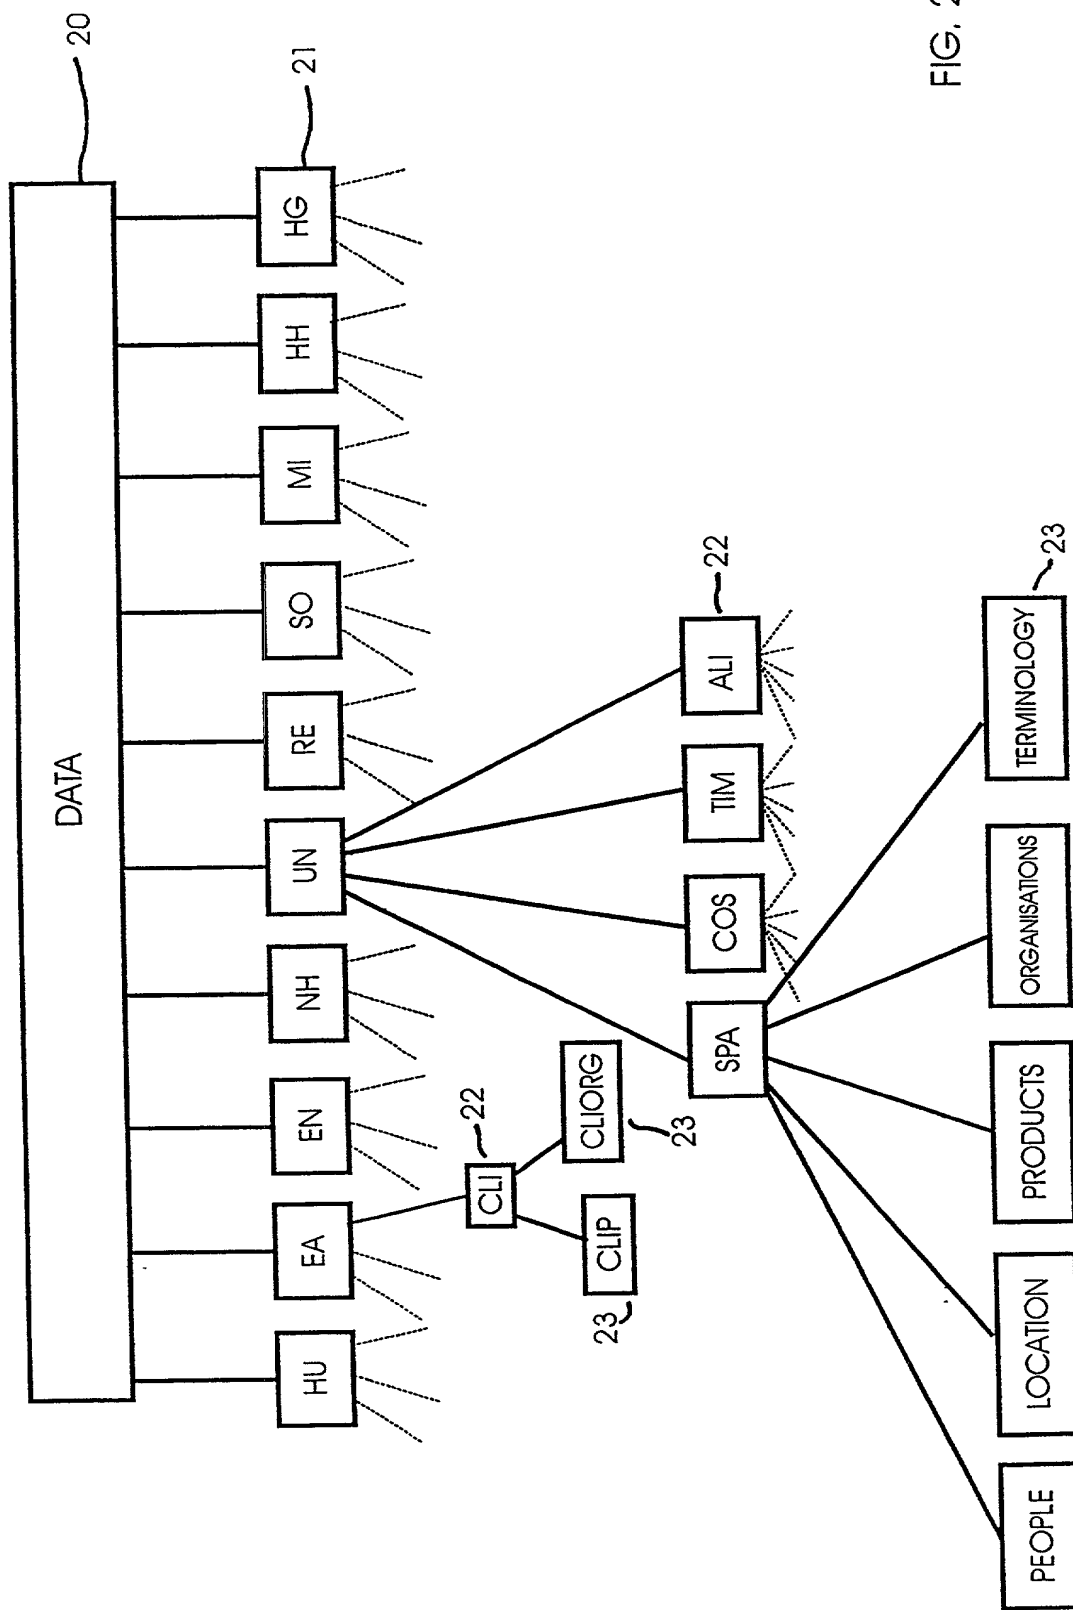 20
DATA
21
HU
EA
EN
NH
UN
RE
SO
MI
HH
HG
CLI
22
CLIP
23
CLIORG
23
SPA
COS
TIM
ALI
22
PEOPLE
LOCATION
PRODUCTS
ORGANISATIONS
TERMINOLOGY
23
FIG. 2